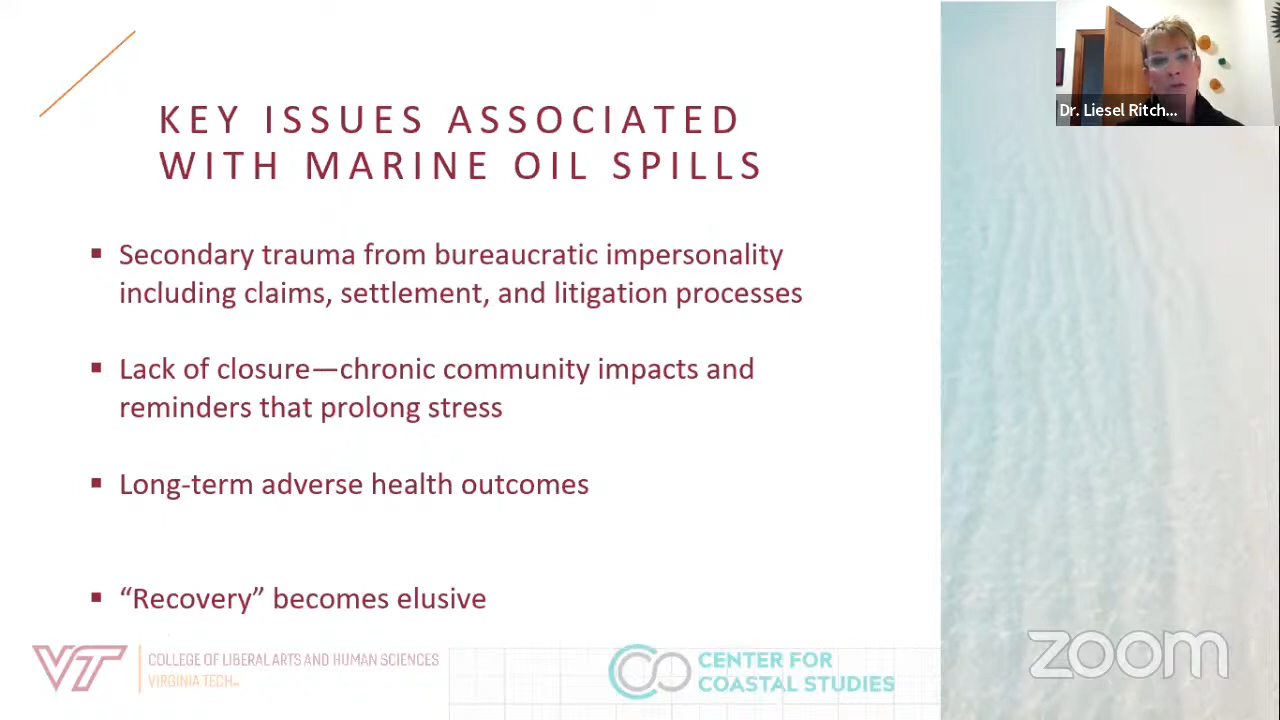 Dr. Liesel Ritch...
KEY ISSUES ASSOCIATED
WITH MARINE OIL SPILLS
▪ Secondary trauma from bureaucratic impersonality
including claims, settlement, and litigation processes
▪ Lack of closure—chronic community impacts and
reminders that prolong stress
▪ Long-term adverse health outcomes
▪ “Recovery” becomes elusive
VT
COLLEGE OF LIBERAL ARTS AND HUMAN SCIENCES
VIRGINIA TECH™
CENTER FOR
COASTAL STUDIES
zoom